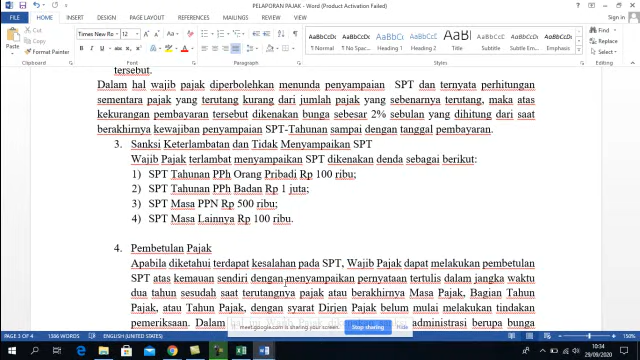 PELAPORAN PAJAK - Word (Product Activation Failed)
FILE HOME INSERT DESIGN PAGE LAYOUT REFERENCES MAILINGS REVIEW VIEW Sign in
Paste
Cut
Copy
Format Painter
Clipboard
Times New Ro 12
Font
Paragraph
AaBbCcDc AaBbCcDc AaBbCc AaBbCcC AaBI AaBbCcD AaBbCcDt
¶ Normal ¶ No Spac... Heading 1 Heading 2 Title Subtitle Subtle Em...
Styles
Find
Replace
Select
Editing
tersebut.
Dalam hal wajib pajak diperbolehkan menunda penyampaian SPT dan ternyata perhitungan
sementara pajak yang terutang kurang dari jumlah pajak yang sebenarnya terutang, maka atas
kekurangan pembayaran tersebut dikenakan bunga sebesar 2% sebulan yang dihitung dari saat
berakhirnya kewajiban penyampaian SPT-Tahunan sampai dengan tanggal pembayaran.
3. Sanksi Keterlambatan dan Tidak Menyampaikan SPT
Wajib Pajak terlambat menyampaikan SPT dikenakan denda sebagai berikut:
1) SPT Tahunan PPh Orang Pribadi Rp 100 ribu;
2) SPT Tahunan PPh Badan Rp 1 juta;
3) SPT Masa PPN Rp 500 ribu;
4) SPT Masa Lainnya Rp 100 ribu.
4. Pembetulan Pajak
Apabila diketahui terdapat kesalahan pada SPT, Wajib Pajak dapat melakukan pembetulan
SPT atas kemauan sendiri dengan menyampaikan pernyataan tertulis dalam jangka waktu
dua tahun sesudah saat terutangnya pajak atau berakhirnya Masa Pajak, Bagian Tahun
Pajak, atau Tahun Pajak, dengan syarat Dirjen Pajak belum mulai melakukan tindakan
pemeriksaan. Dalam administrasi berupa bunga
meet.google.com is sharing your screen. Stop sharing Hide
PAGE 3 OF 4 1386 WORDS ENGLISH (UNITED STATES) 150%
10:34
29/09/2020